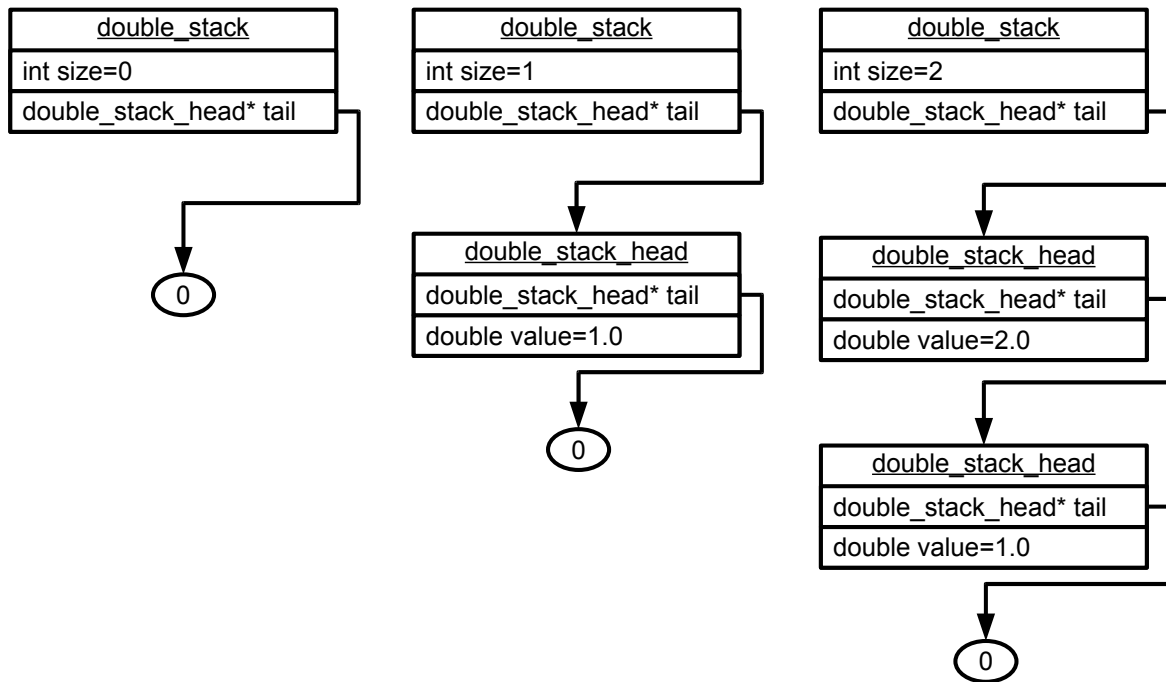 double_stack
int size=0
double_stack_head* tail
0
double_stack
int size=1
double_stack_head* tail
double_stack_head
double_stack_head* tail
double value=1.0
0
double_stack
int size=2
double_stack_head* tail
double_stack_head
double_stack_head* tail
double value=2.0
double_stack_head
double_stack_head* tail
double value=1.0
0